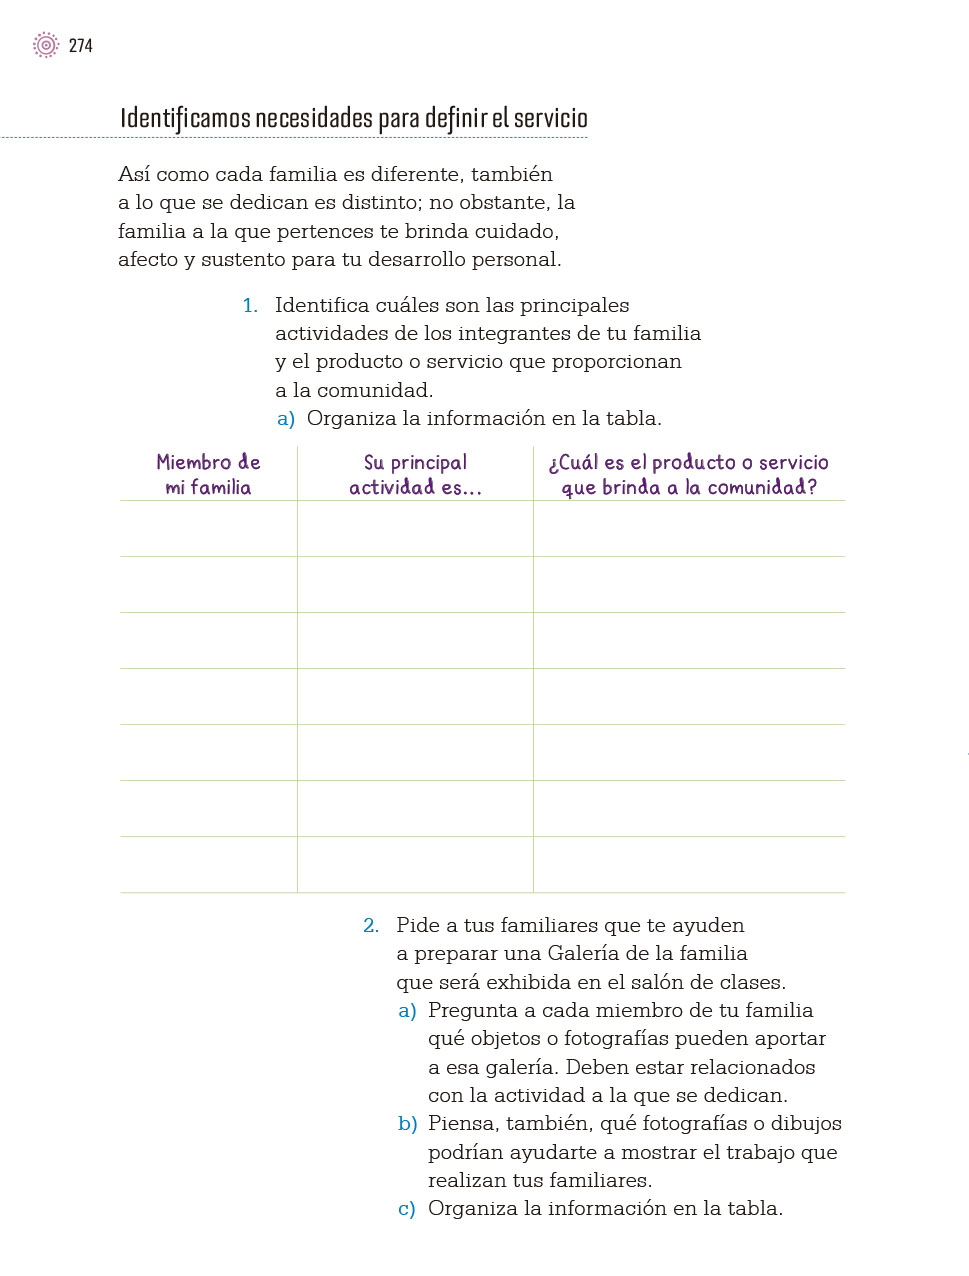 274
Identificamos necesidades para definir el servicio
Así como cada familia es diferente, también
a lo que se dedican es distinto; no obstante, la
familia a la que pertences te brinda cuidado,
afecto y sustento para tu desarrollo personal.
1. Identifica cuáles son las principales
actividades de los integrantes de tu familia
y el producto o servicio que proporcionan
a la comunidad.
a) Organiza la información en la tabla.
Miembro de
mi familia
Su principal
actividad es...
¿Cuál es el producto o servicio
que brinda a la comunidad?
2. Pide a tus familiares que te ayuden
a preparar una Galería de la familia
que será exhibida en el salón de clases.
a) Pregunta a cada miembro de tu familia
qué objetos o fotografías pueden aportar
a esa galería. Deben estar relacionados
con la actividad a la que se dedican.
b) Piensa, también, qué fotografías o dibujos
podrían ayudarte a mostrar el trabajo que
realizan tus familiares.
c) Organiza la información en la tabla.